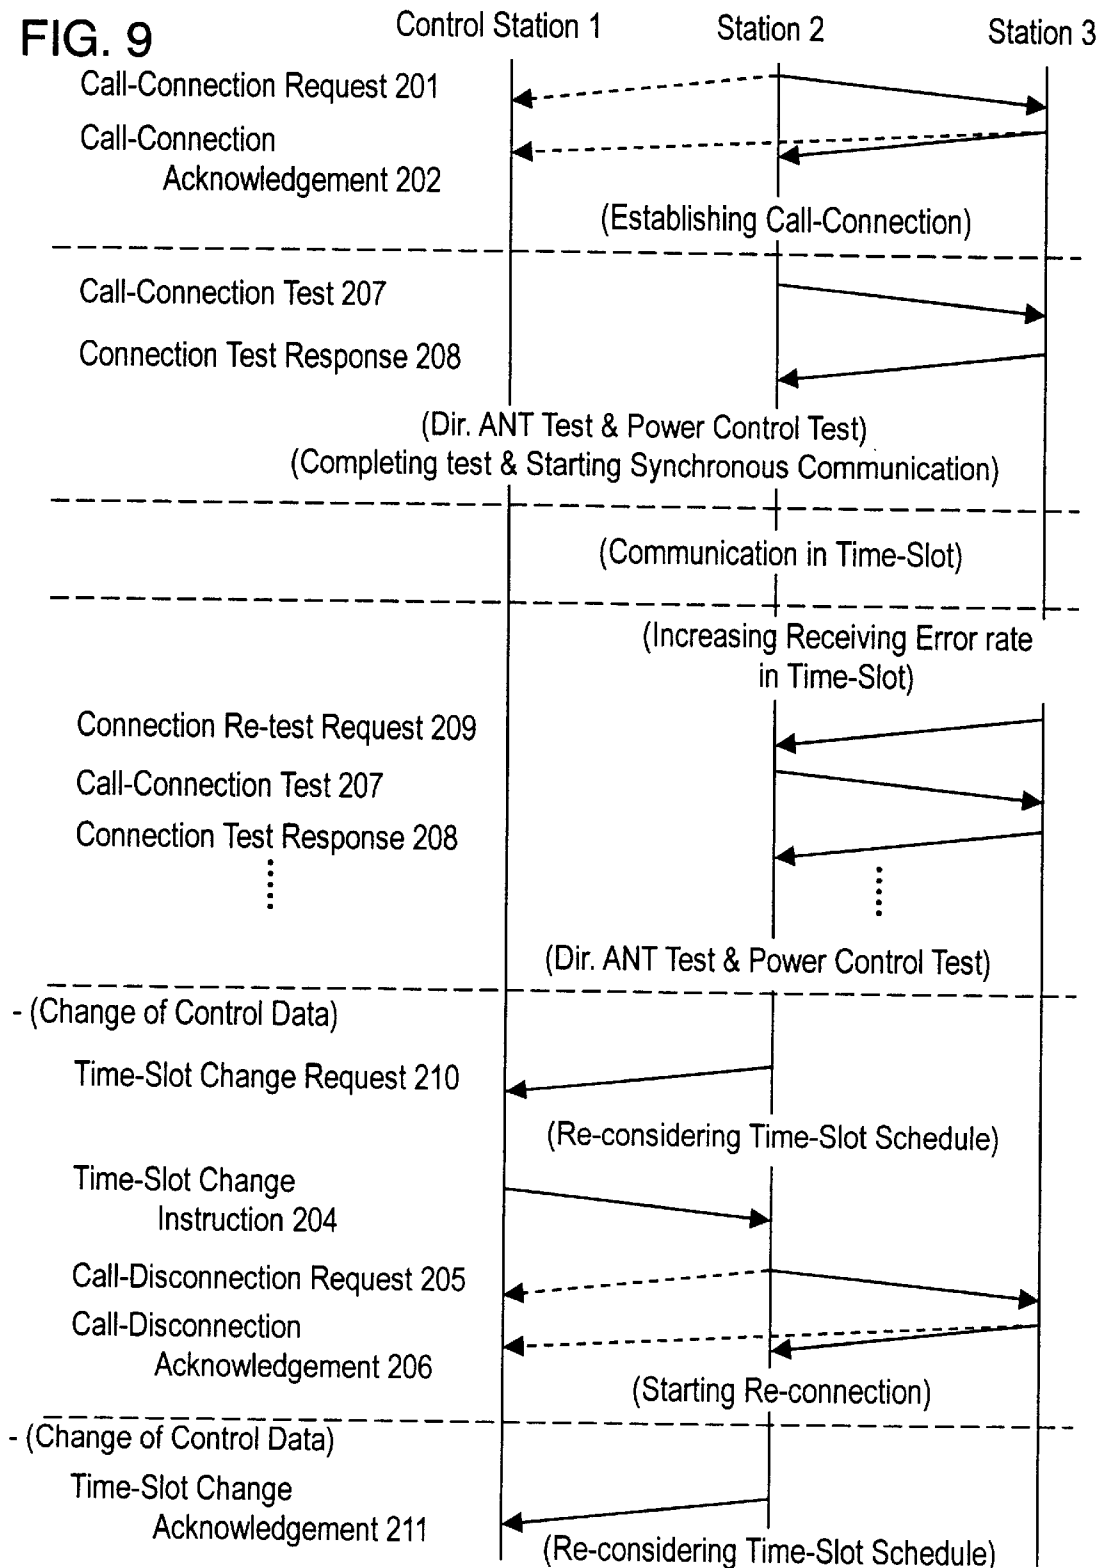 FIG. 9
Control Station 1
Station 2
Station 3
Call-Connection Request 201
Call-Connection
Acknowledgement 202
(Establishing Call-Connection)
Call-Connection Test 207
Connection Test Response 208
(Dir. ANT Test & Power Control Test)
(Completing test & Starting Synchronous Communication)
(Communication in Time-Slot)
(Increasing Receiving Error rate
in Time-Slot)
Connection Re-test Request 209
Call-Connection Test 207
Connection Test Response 208
(Dir. ANT Test & Power Control Test)
- (Change of Control Data)
Time-Slot Change Request 210
(Re-considering Time-Slot Schedule)
Time-Slot Change
Instruction 204
Call-Disconnection Request 205
Call-Disconnection
Acknowledgement 206
(Starting Re-connection)
- (Change of Control Data)
Time-Slot Change
Acknowledgement 211
(Re-considering Time-Slot Schedule)